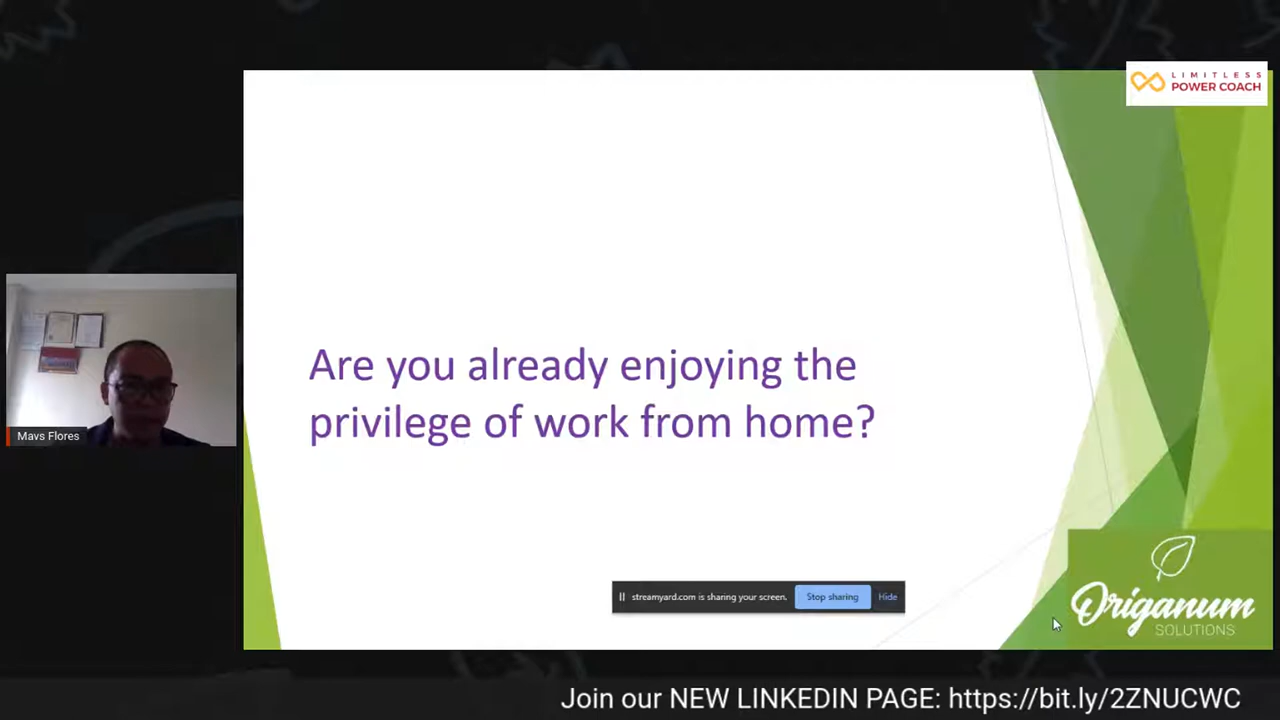 LIMITLESS
POWER COACH
Are you already enjoying the
privilege of work from home?
Mavs Flores
streamyard.com is sharing your screen.
Stop sharing
Hide
Origanum
SOLUTIONS
Join our NEW LINKEDIN PAGE: https://bit.ly/2ZNUCWC